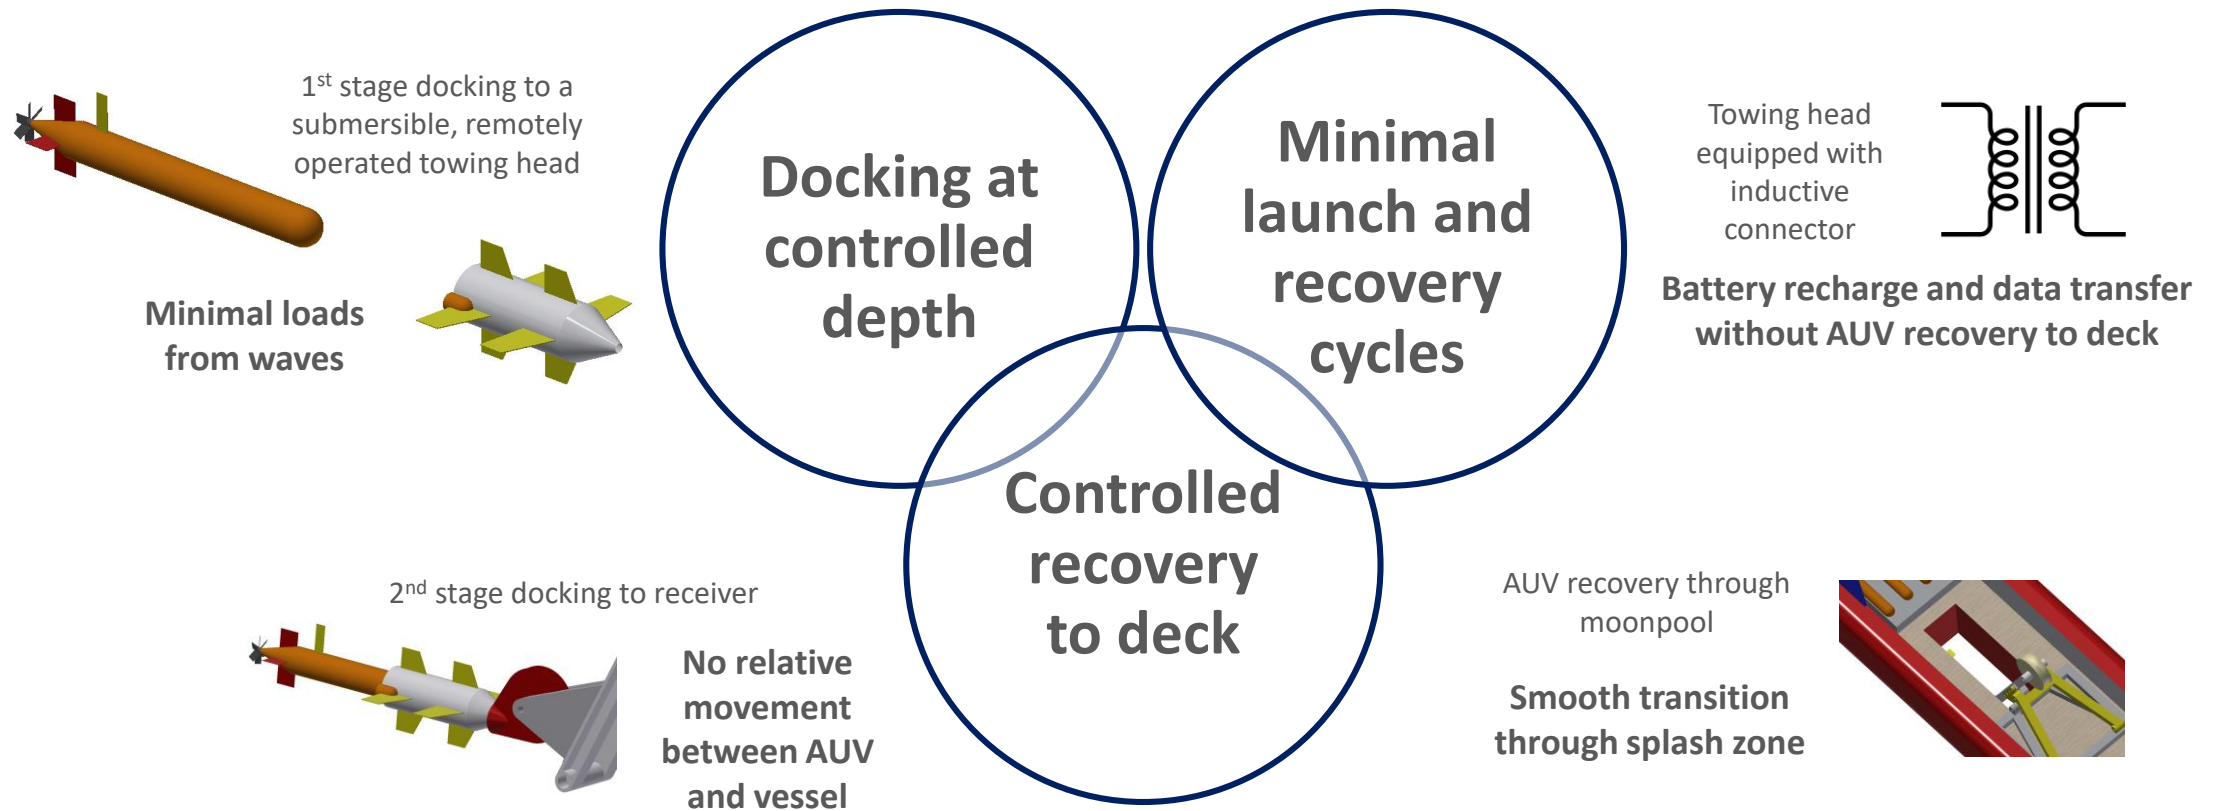 1st stage docking to a
submersible, remotely
operated towing head
Minimal loads
from waves
Docking at
controlled
depth
Minimal
launch and
recovery
cycles
Towing head
equipped with
inductive
connector
Battery recharge and data transfer
without AUV recovery to deck
2nd stage docking to receiver
No relative
movement
between AUV
and vessel
Controlled
recovery
to deck
AUV recovery through
moonpool
Smooth transition
through splash zone